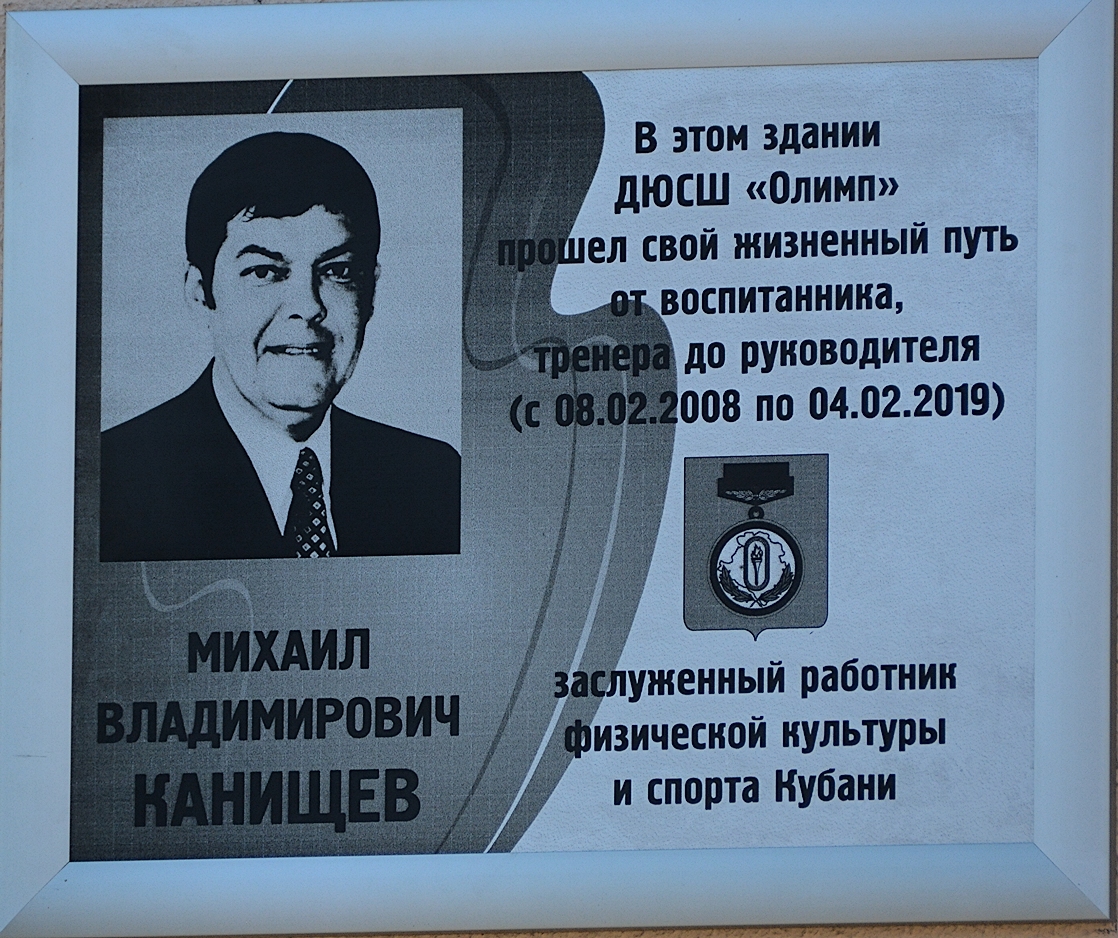 В этом здании
ДЮСШ «Олимп»
прошел свой жизненный путь
от воспитанника,
тренера до руководителя
(с 08.02.2008 по 04.02.2019)
заслуженный работник
физической культуры
и спорта Кубани
МИХАИЛ
ВЛАДИМИРОВИЧ
КАНИЩЕВ